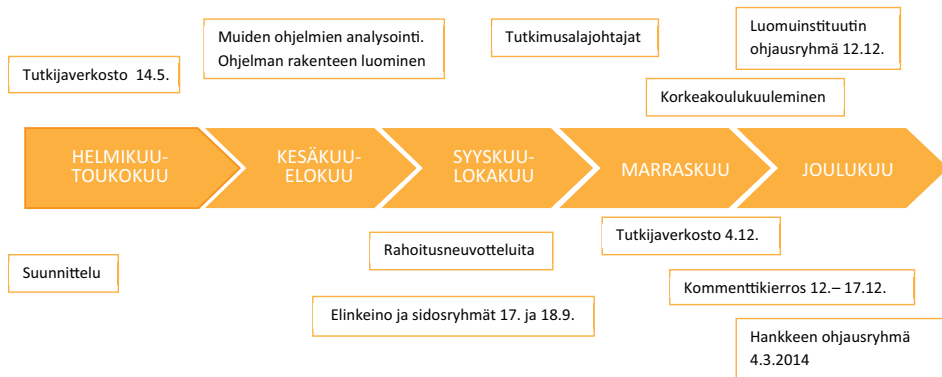 Tutkijaverkosto 14.5.
Muiden ohjelmien analysointi.
Ohjelman rakenteen luominen
Tutkimusalajohtajat
Luomuinstituutin
ohjausryhmä 12.12.
Korkeakoulukuuleminen
HELMIKUU-
TOUKOKUU
KESÄKUU-
ELOKUU
SYYSKUU-
LOKAKUU
MARRASKUU
JOULUKUU
Suunnittelu
Rahoitusneuvotteluita
Tutkijaverkosto 4.12.
Elinkeino ja sidosryhmät 17. ja 18.9.
Kommenttikierros 12.– 17.12.
Hankkeen ohjausryhmä
4.3.2014